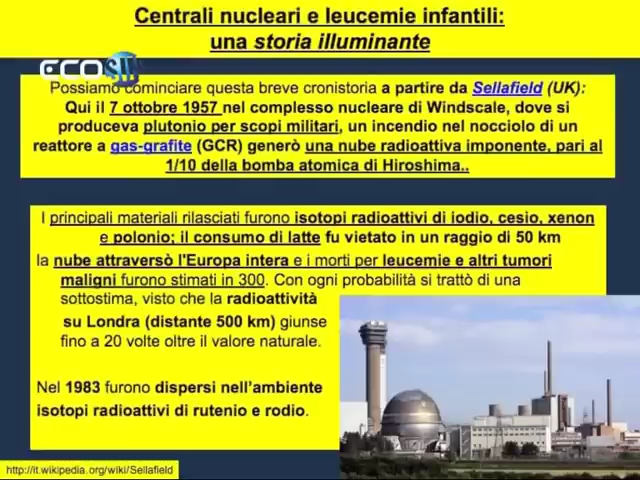 Centrali nucleari e leucemie infantili:
una storia illuminante
ECO SUD
Possiamo cominciare questa breve cronistoria a partire da Sellafield (UK):
Qui il 7 ottobre 1957 nel complesso nucleare di Windscale, dove si
produceva plutonio per scopi militari, un incendio nel nocciolo di un
reattore a gas-grafite (GCR) generò una nube radioattiva imponente, pari al
1/10 della bomba atomica di Hiroshima..
I principali materiali rilasciati furono isotopi radioattivi di iodio, cesio, xenon
e polonio; il consumo di latte fu vietato in un raggio di 50 km
la nube attraversò l'Europa intera e i morti per leucemie e altri tumori
maligni furono stimati in 300. Con ogni probabilità si trattò di una
sottostima, visto che la radioattività
su Londra (distante 500 km) giunse
fino a 20 volte oltre il valore naturale.
Nel 1983 furono dispersi nell'ambiente
isotopi radioattivi di rutenio e rodio.
http://it.wikipedia.org/wiki/Sellafield